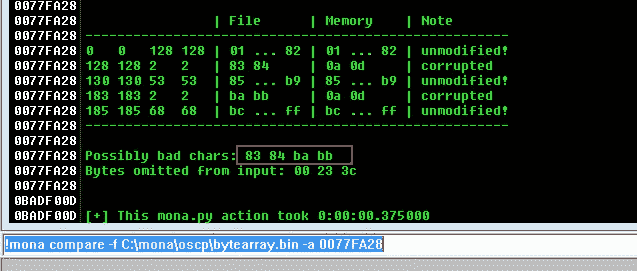 0077FA28 | File | Memory | Note
0077FA28 ----------------------------------------------------
0077FA28 0 0 128 128 | 01 ... 82 | 01 ... 82 | unmodified!
0077FA28 128 128 2 2 | 83 84 | 0a 0d | corrupted
0077FA28 130 130 53 53 | 85 ... b9 | 85 ... b9 | unmodified!
0077FA28 183 183 2 2 | ba bb | 0a 0d | corrupted
0077FA28 185 185 68 68 | bc ... ff | bc ... ff | unmodified!
0077FA28 ----------------------------------------------------
0077FA28
0077FA28 Possibly bad chars: 83 84 ba bb
0077FA28 Bytes omitted from input: 00 23 3c
0077FA28
0BADF00D
0BADF00D [+] This mona.py action took 0:00:00.375000
!mona compare -f C:\mona\oscp\bytearray.bin -a 0077FA28